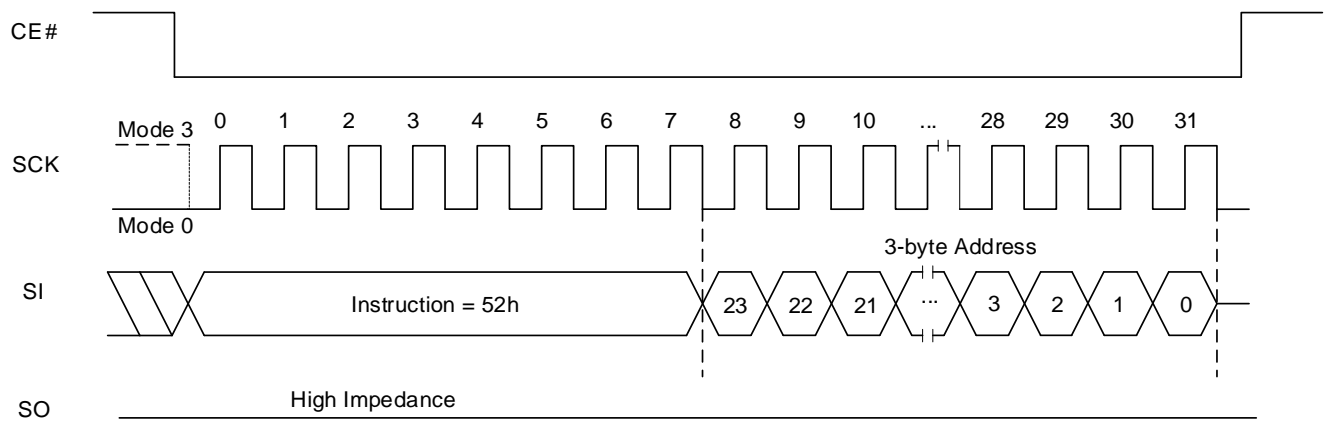 CE#
Mode 3
0 1 2 3 4 5 6 7 8 9 10 ... 28 29 30 31
SCK
Mode 0
3-byte Address
SI
Instruction = 52h
23 22 21 ... 3 2 1 0
High Impedance
SO